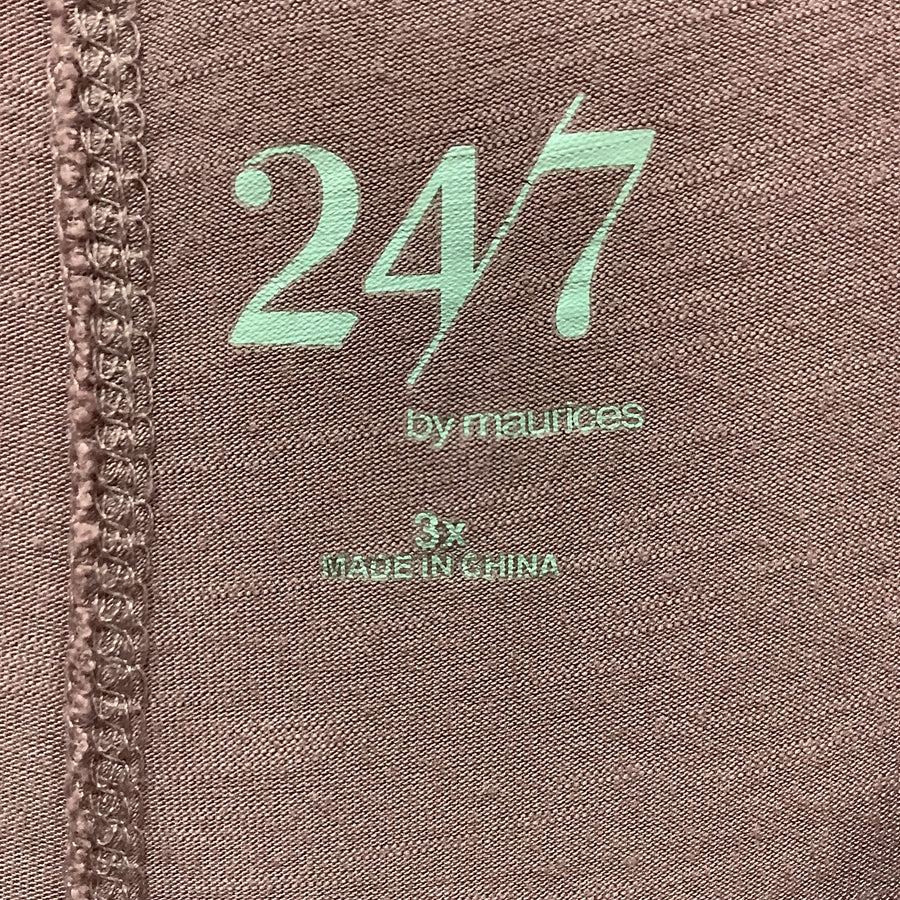 24/7
by maurices
3x
MADE IN CHINA